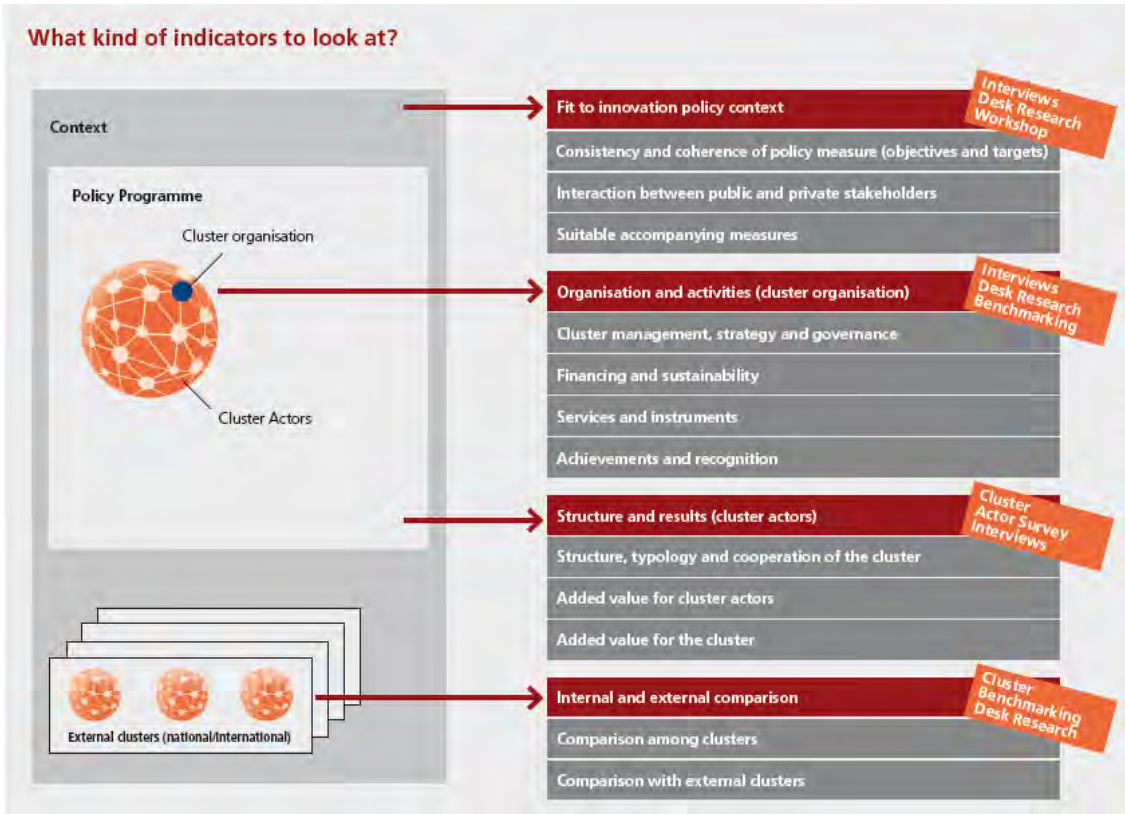 What kind of indicators to look at?
Context
Policy Programme
Cluster organisation
Cluster Actors
External clusters (national/international)
Fit to innovation policy context
Interviews
Desk Research
Workshop
Consistency and coherence of policy measure (objectives and targets)
Interaction between public and private stakeholders
Suitable accompanying measures
Organisation and activities (cluster organisation)
Interviews
Desk Research
Benchmarking
Cluster management, strategy and governance
Financing and sustainability
Services and instruments
Achievements and recognition
Structure and results (cluster actors)
Cluster
Actor Survey
Interviews
Structure, typology and cooperation of the cluster
Added value for cluster actors
Added value for the cluster
Internal and external comparison
Cluster
Benchmarking
Desk Research
Comparison among clusters
Comparison with external clusters